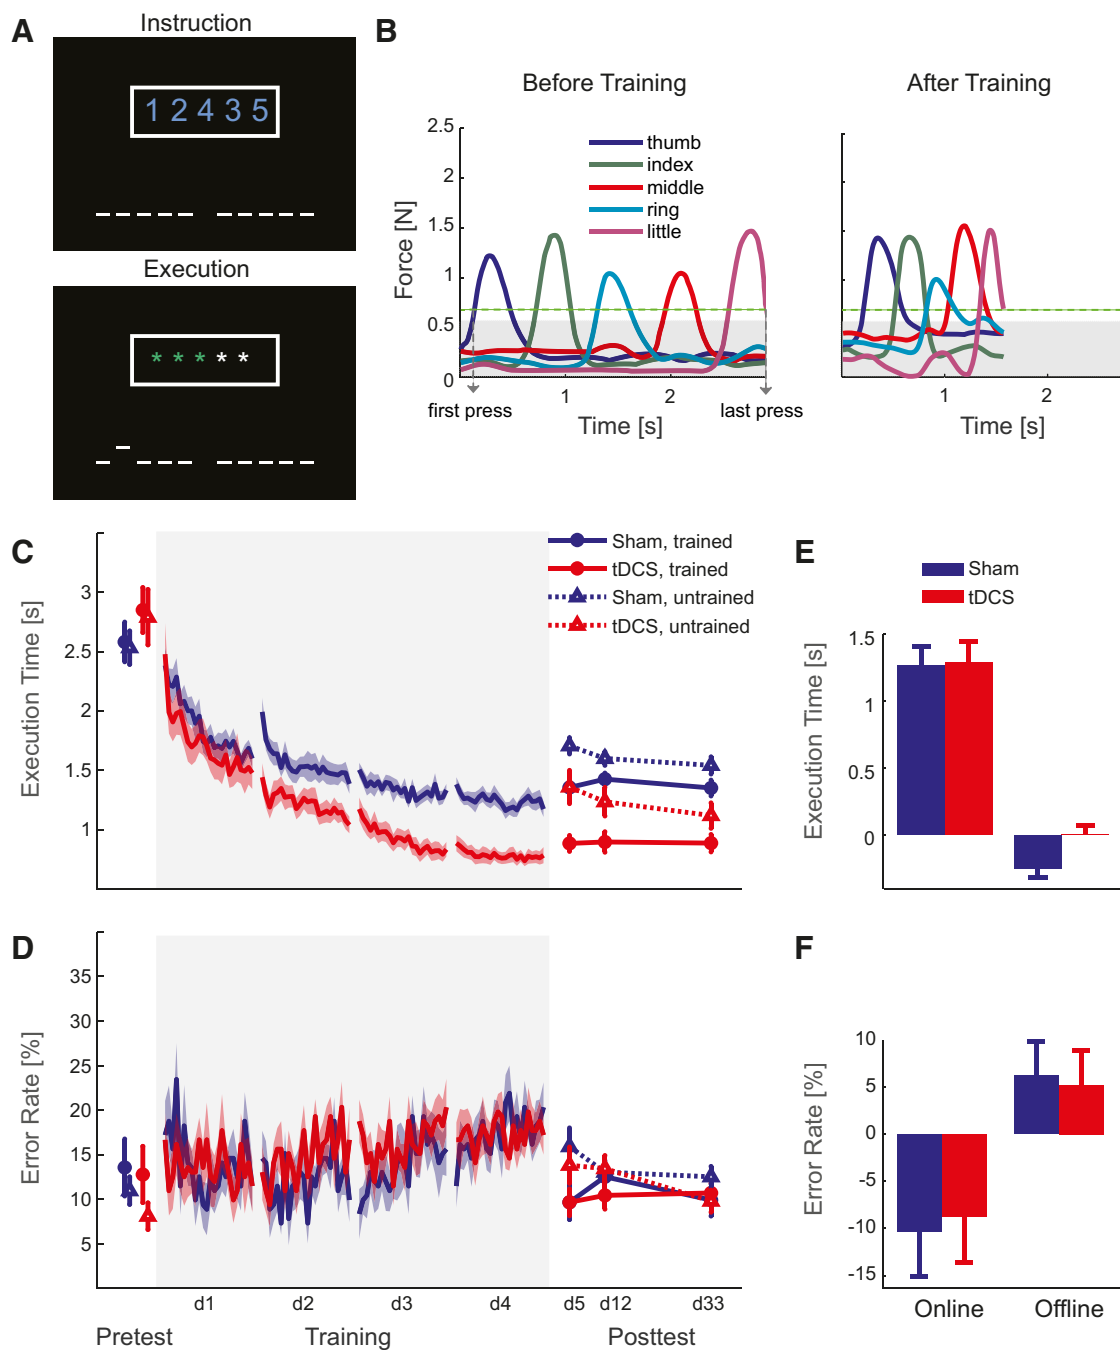 A
Instruction
1 2 4 3 5
Execution
* * * * *
B
Before Training
After Training
Force [N]
2.5
2
1.5
1
0.5
0
thumb
index
middle
ring
little
first press
1
2
last press
Time [s]
1
2
Time [s]
C
Execution Time [s]
3
2.5
2
1.5
1
Sham, trained
tDCS, trained
Sham, untrained
tDCS, untrained
E
Sham
tDCS
Execution Time [s]
1.5
1
0.5
0
D
Error Rate [%]
35
30
25
20
15
10
5
d1
d2
d3
d4
d5
d12
d33
Pretest
Training
Posttest
F
Error Rate [%]
10
5
0
-5
-10
-15
Online
Offline